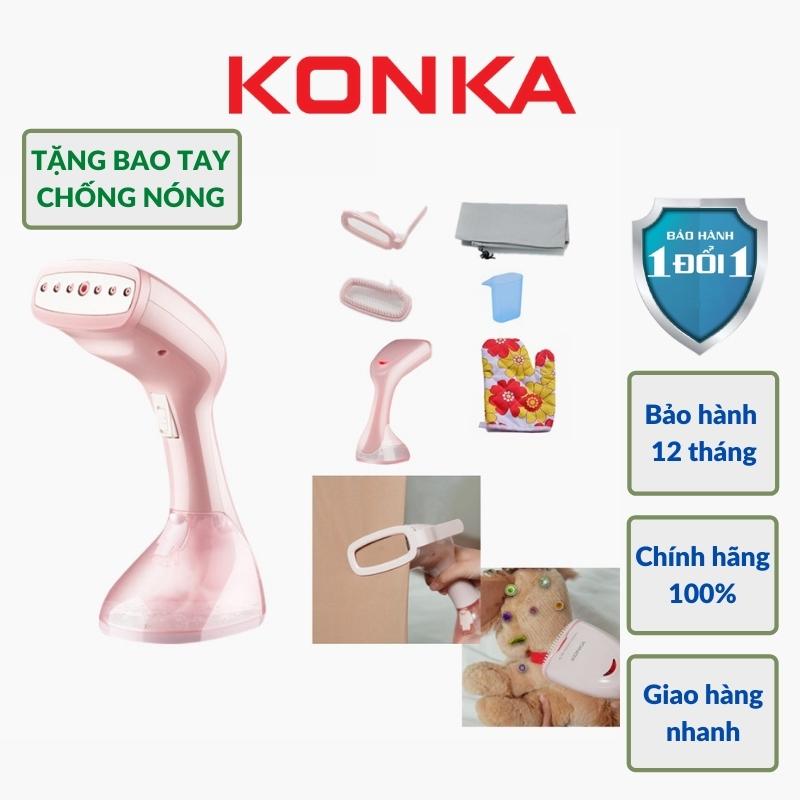 KONKA
TẶNG BAO TAY
CHỐNG NÓNG
BẢO HÀNH
1 ĐỔI 1
Bảo hành
12 tháng
Chính hãng
100%
KONKA
Giao hàng
nhanh